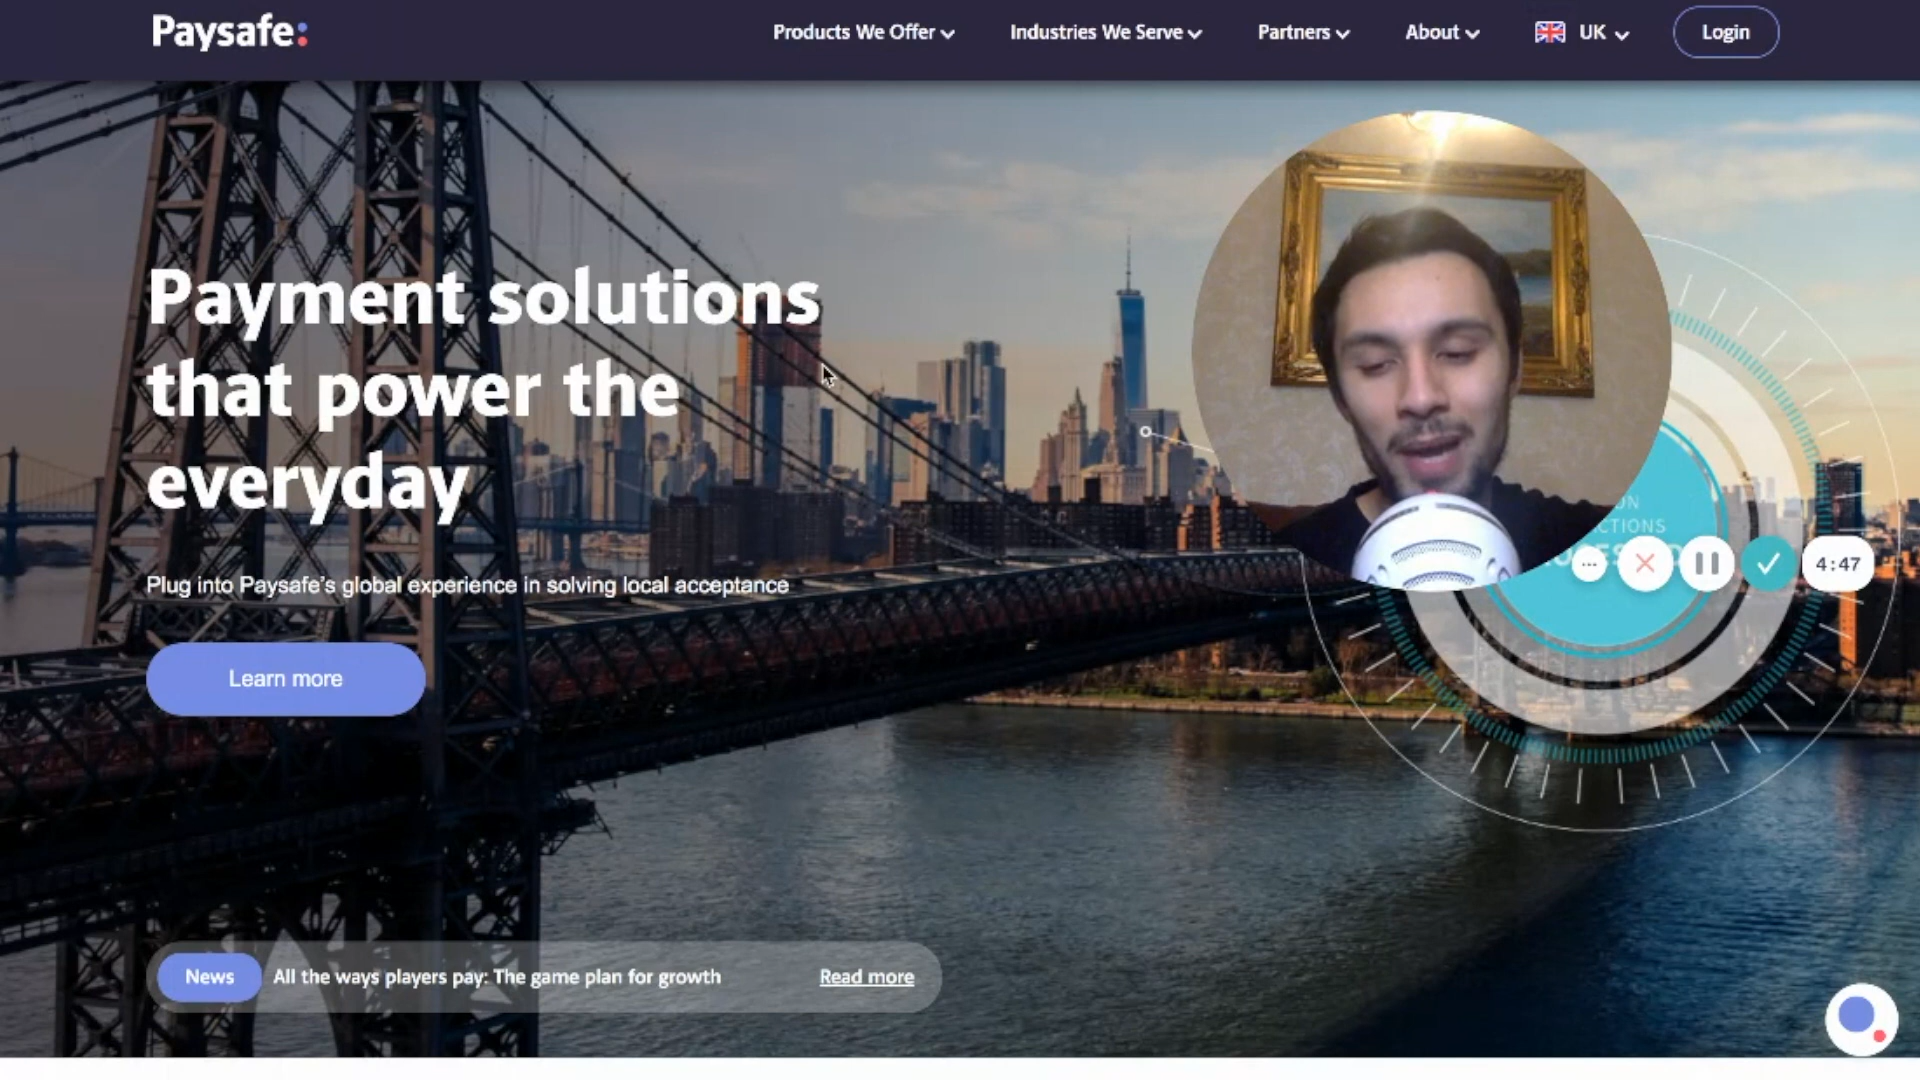 Paysafe:
Products We Offer
Industries We Serve
Partners
About
UK
Login
Payment solutions
that power the
everyday
Plug into Paysafe's global experience in solving local acceptance
Learn more
4:47
News
All the ways players pay: The game plan for growth
Read more